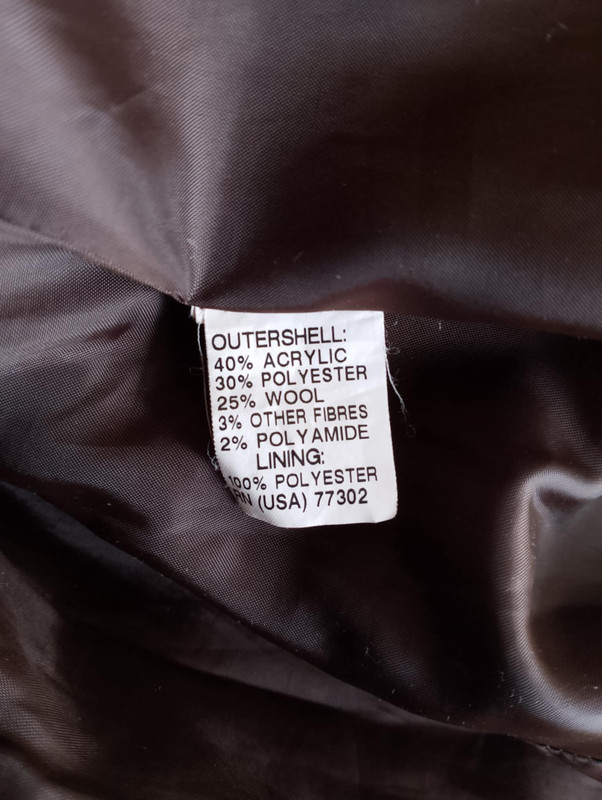 OUTERSHELL:
40% ACRYLIC
30% POLYESTER
25% WOOL
3% OTHER FIBRES
2% POLYAMIDE
LINING:
100% POLYESTER
RN (USA) 77302